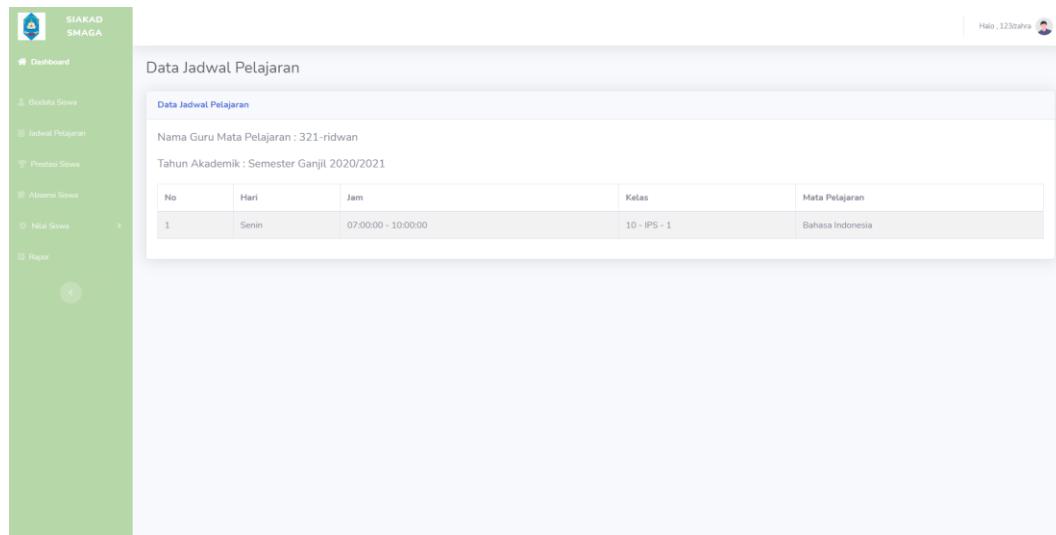 SIAKAD
SMAGA
Halo , 123/zahra
Dashboard
Biodata Siswa
Jadwal Pelajaran
Prestasi Siswa
Absensi Siswa
Nilai Siswa
Rapor
Data Jadwal Pelajaran
Data Jadwal Pelajaran
Nama Guru Mata Pelajaran : 321-ridwan
Tahun Akademik : Semester Ganjil 2020/2021
No Hari Jam Kelas Mata Pelajaran
1 Senin 07:00:00 - 10:00:00 10 - IPS - 1 Bahasa Indonesia